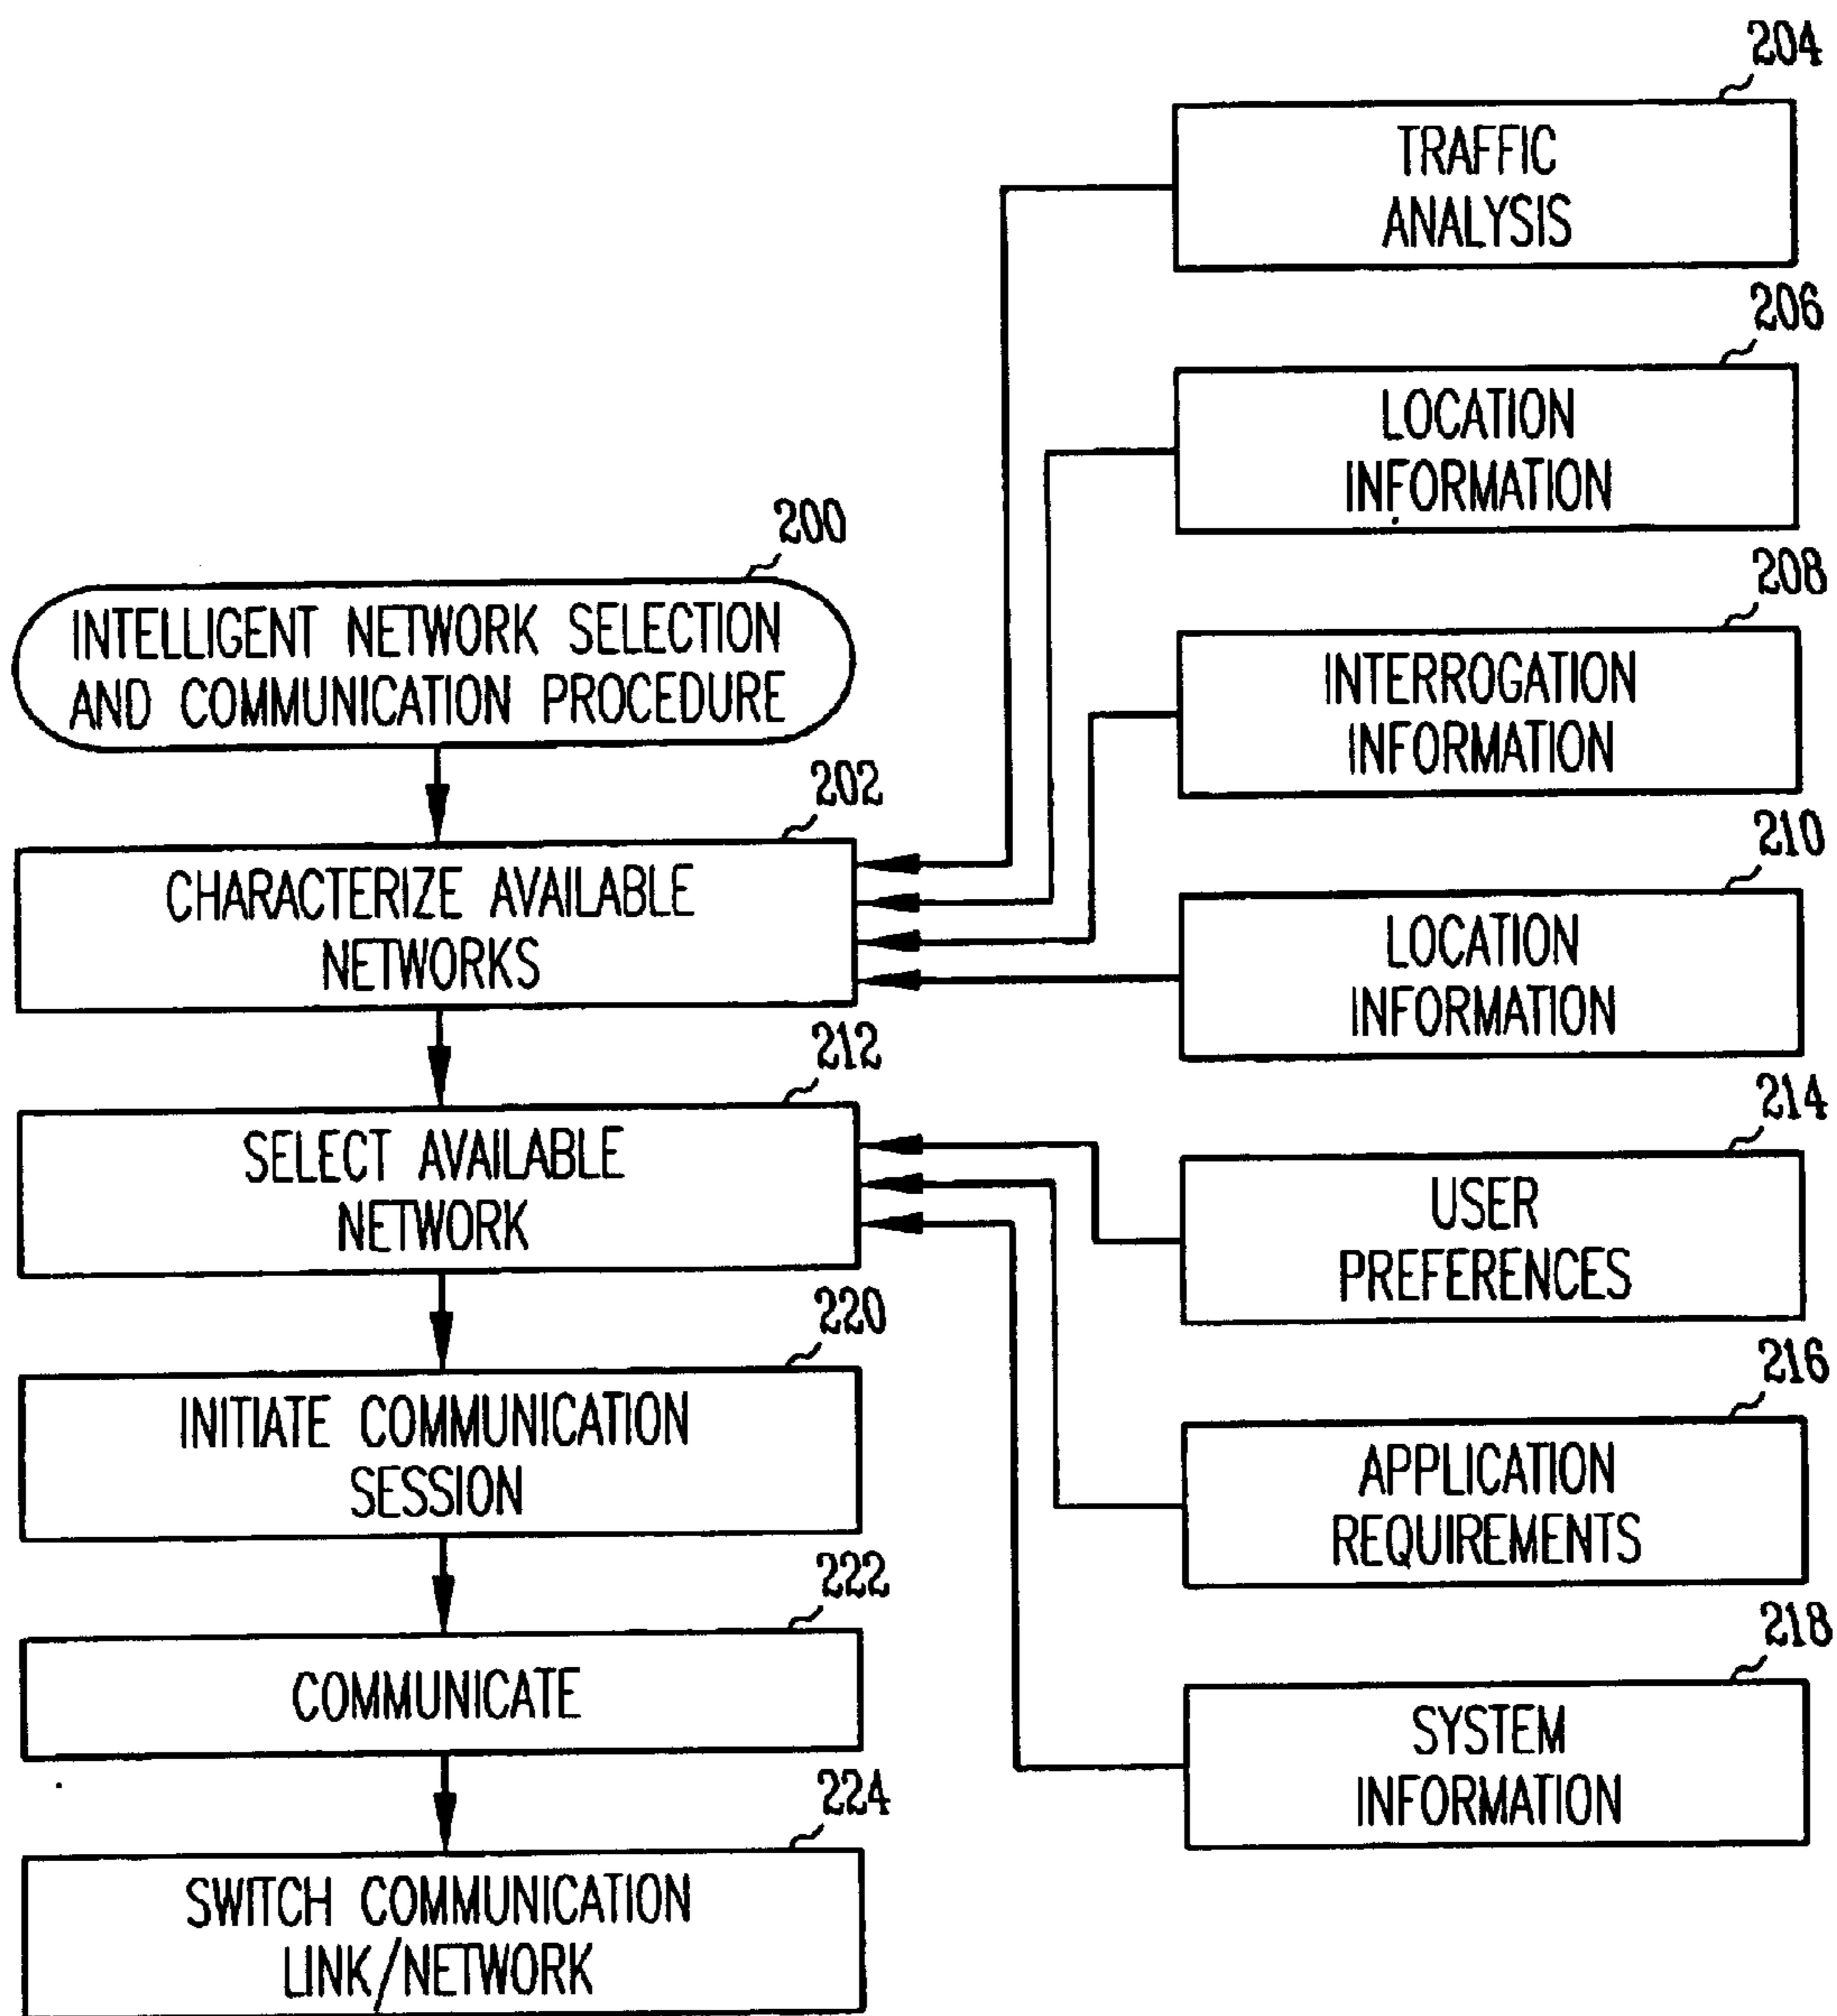 204
TRAFFIC
ANALYSIS
206
LOCATION
INFORMATION
200
INTELLIGENT NETWORK SELECTION
AND COMMUNICATION PROCEDURE
208
INTERROGATION
INFORMATION
202
CHARACTERIZE AVAILABLE
NETWORKS
210
LOCATION
INFORMATION
212
SELECT AVAILABLE
NETWORK
214
USER
PREFERENCES
220
INITIATE COMMUNICATION
SESSION
216
APPLICATION
REQUIREMENTS
222
COMMUNICATE
218
SYSTEM
INFORMATION
224
SWITCH COMMUNICATION
LINK/NETWORK